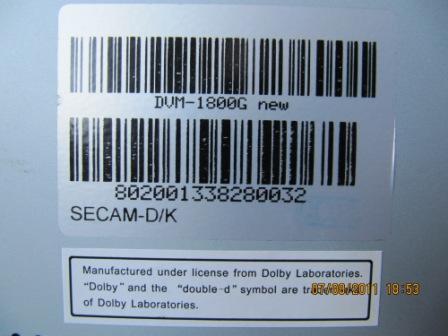 DVM-1800G new
802001338280032
SECAM-D/K
Manufactured under license from Dolby Laboratories.
"Dolby" and the "double-d" symbol are trademarks
of Dolby Laboratories.
07/08/2011 18:53